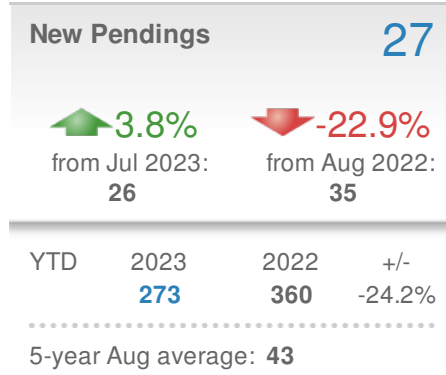 New Pendings 27
3.8% -22.9%
from Jul 2023: from Aug 2022:
26 35
YTD 2023 2022 +/-
273 360 -24.2%
5-year Aug average: 43